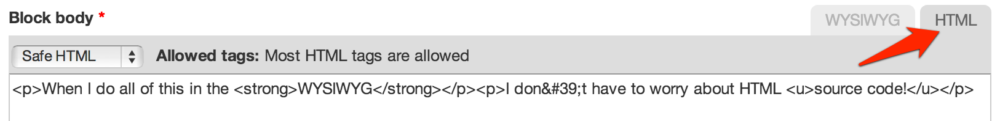 Block body *
WYSIWYG HTML
Safe HTML Allowed tags: Most HTML tags are allowed
<p>When I do all of this in the <strong>WYSIWYG</strong></p><p>I don&#39;t have to worry about HTML <u>source code!</u></p>